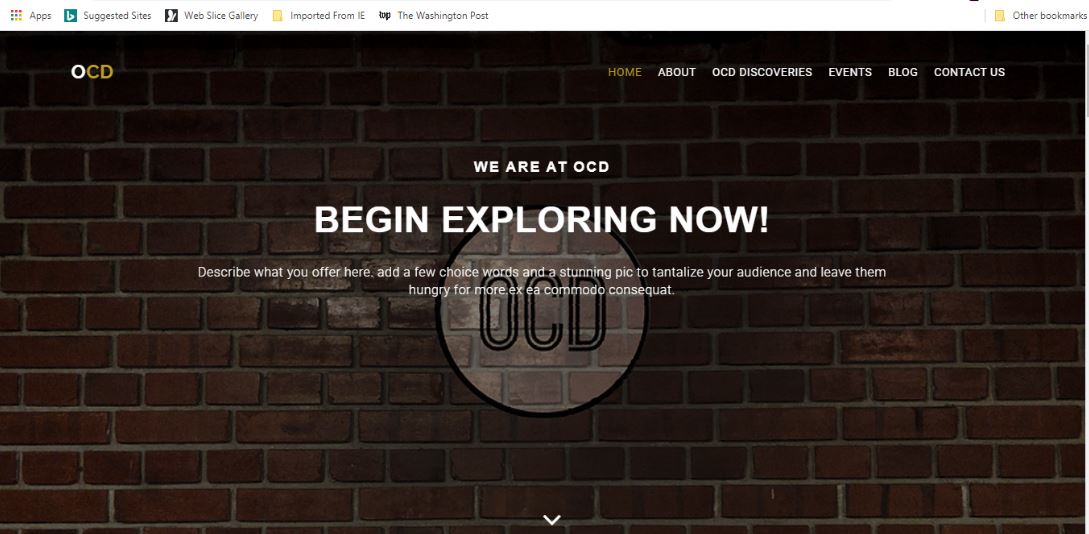 Apps Suggested Sites Web Slice Gallery Imported From IE wp The Washington Post Other bookmarks
OCD HOME ABOUT OCD DISCOVERIES EVENTS BLOG CONTACT US
WE ARE AT OCD
BEGIN EXPLORING NOW!
Describe what you offer here. add a few choice words and a stunning pic to tantalize your audience and leave them
hungry for more.ex ea commodo consequat.
OCD